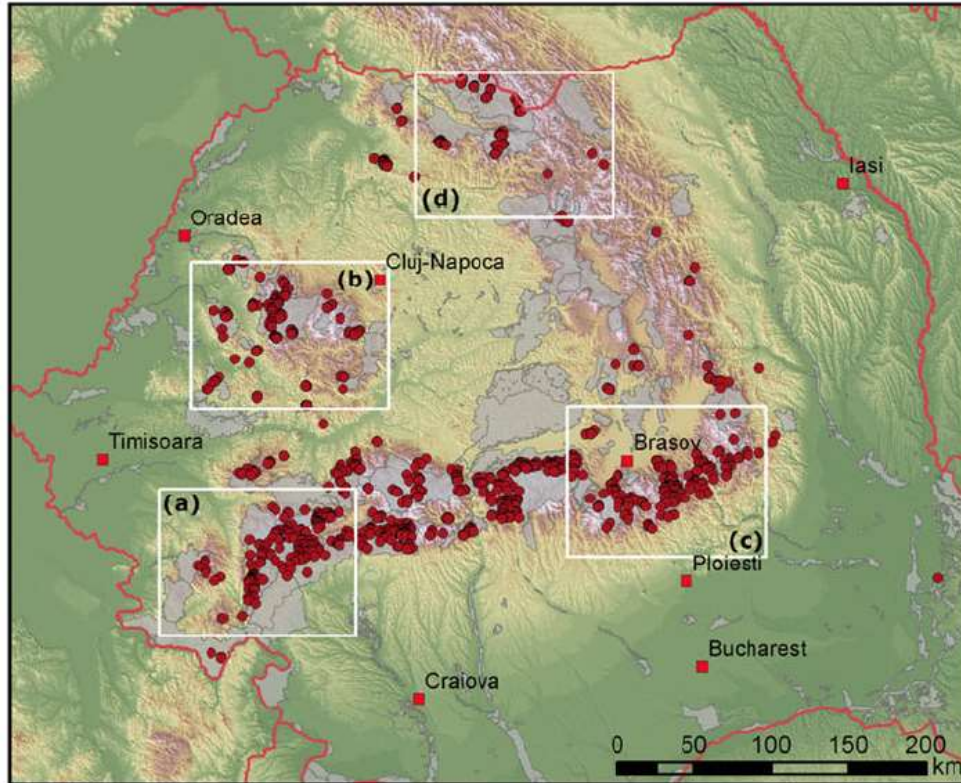 Iasi
(d)
Oradea
(b)
Cluj-Napoca
Timisoara
Brasov
(a)
(c)
Ploiesti
Bucharest
Craiova
0 50 100 150 200
km